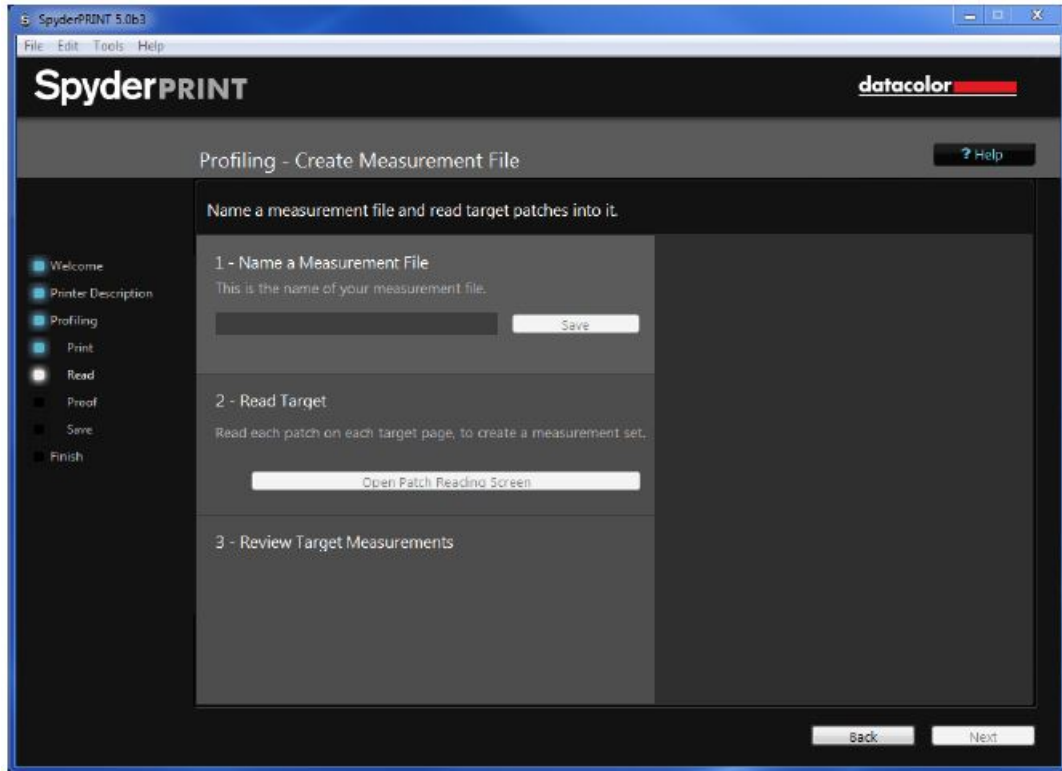 SpyderPRINT 5.0b3
File Edit Tools Help
SpyderPRINT
datacolor
Profiling - Create Measurement File
? Help
Name a measurement file and read target patches into it.
Welcome
Printer Description
Profiling
Print
Read
Proof
Save
Finish
1 - Name a Measurement File
This is the name of your measurement file.
Save
2 - Read Target
Read each patch on each target page, to create a measurement set.
Open Patch Reading Screen
3 - Review Target Measurements
Back Next